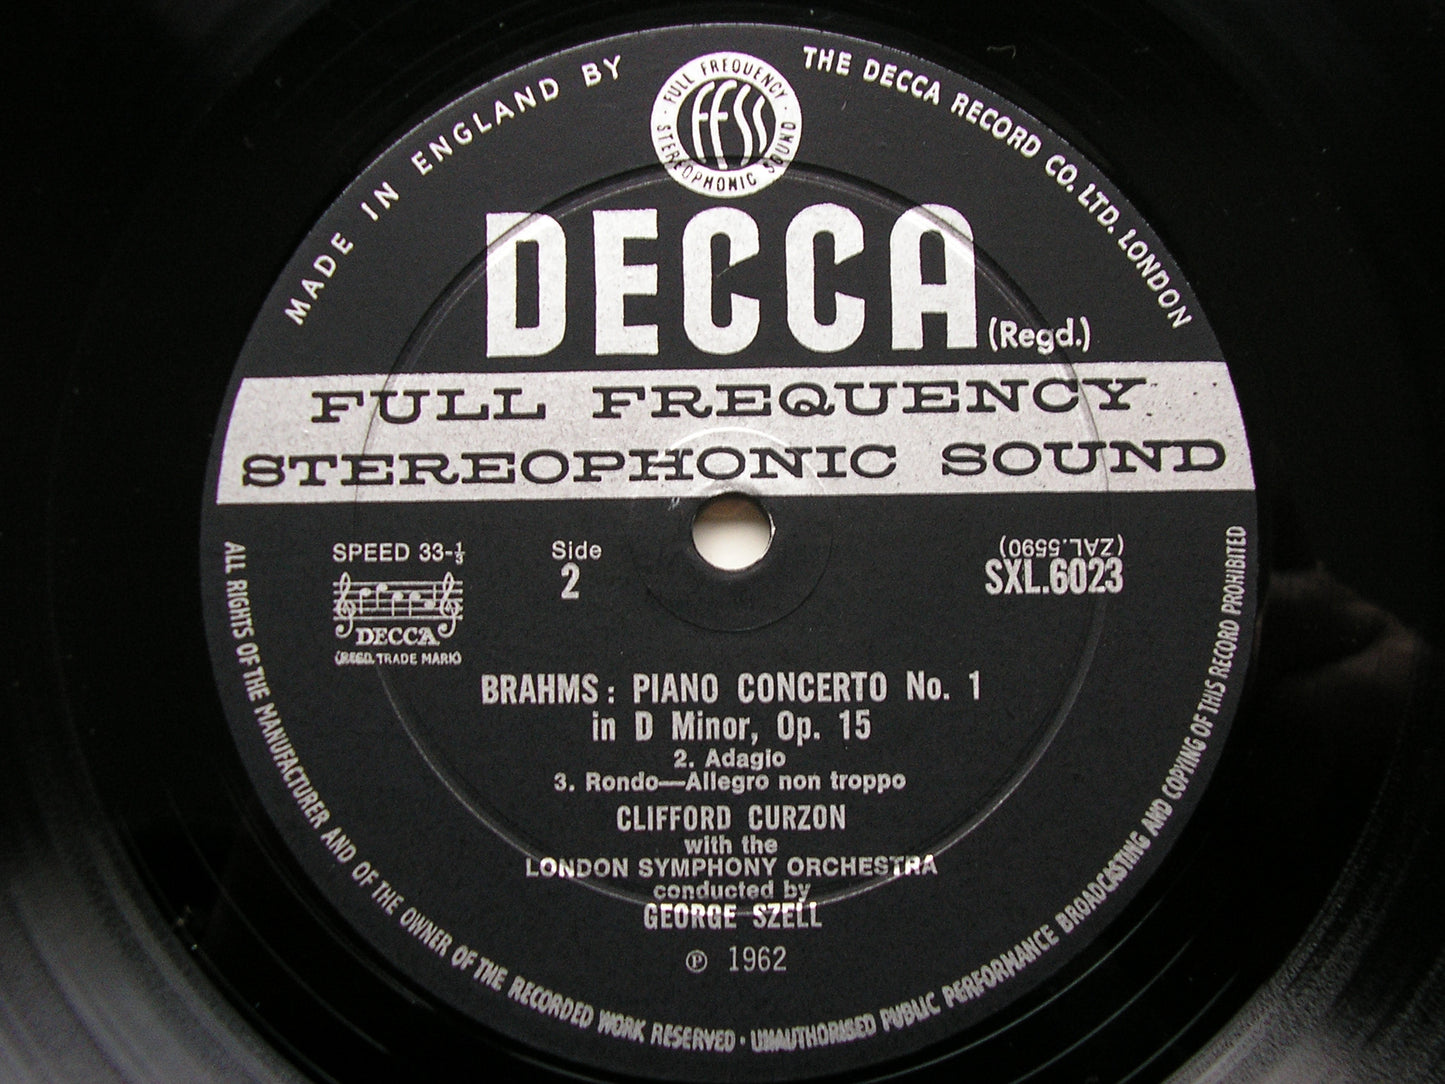 MADE IN ENGLAND BY
THE DECCA RECORD CO. LTD. LONDON
· FULL FREQUENCY ·
STEREOPHONIC SOUND
FFSS
DECCA (Regd.)
FULL FREQUENCY
STEREOPHONIC SOUND
SPEED 33-⅓
DECCA
(REGD. TRADE MARK)
Side
2
(ZAL.5590)
SXL.6023
BRAHMS : PIANO CONCERTO No. 1
in D Minor, Op. 15
2. Adagio
3. Rondo—Allegro non troppo
CLIFFORD CURZON
with the
LONDON SYMPHONY ORCHESTRA
conducted by
GEORGE SZELL
℗ 1962
ALL RIGHTS OF THE MANUFACTURER AND OF THE OWNER OF THE RECORDED WORK RESERVED · UNAUTHORISED PUBLIC PERFORMANCE BROADCASTING AND COPYING OF THIS RECORD PROHIBITED